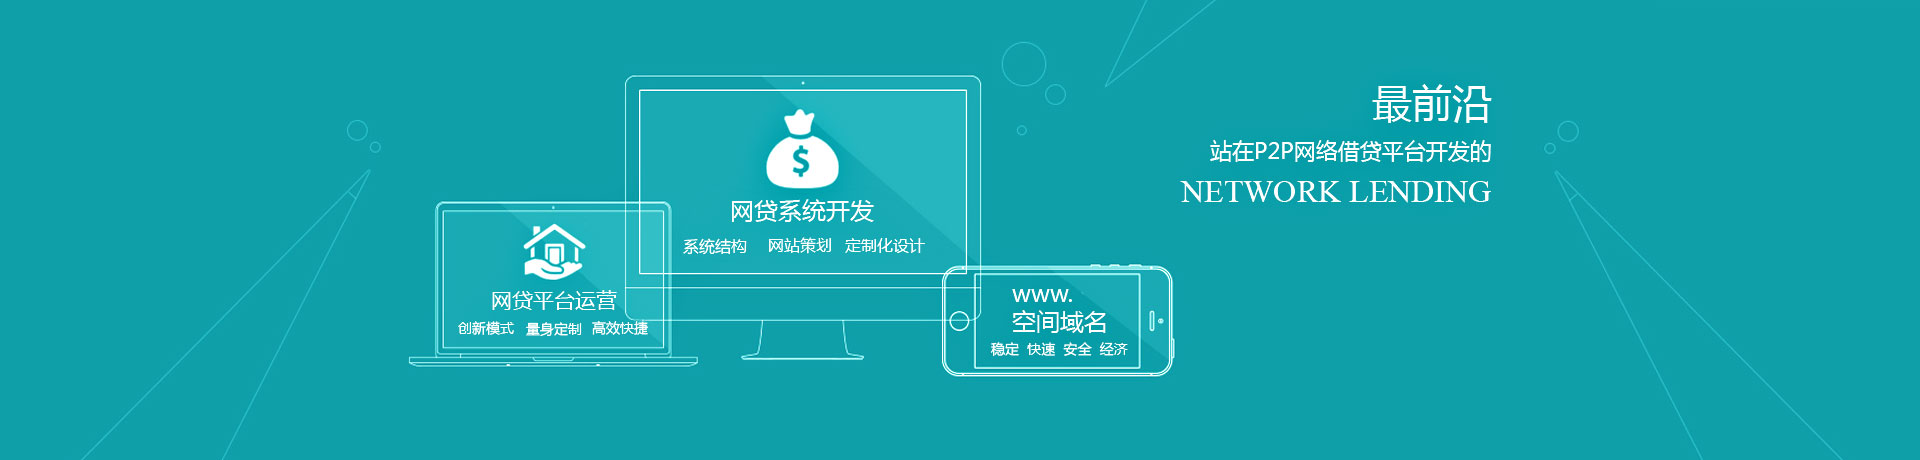 最前沿
站在P2P网络借贷平台开发的
NETWORK LENDING
$
网贷系统开发
系统结构 网站策划 定制化设计
网贷平台运营
创新模式 量身定制 高效快捷
www.
空间域名
稳定 快速 安全 经济